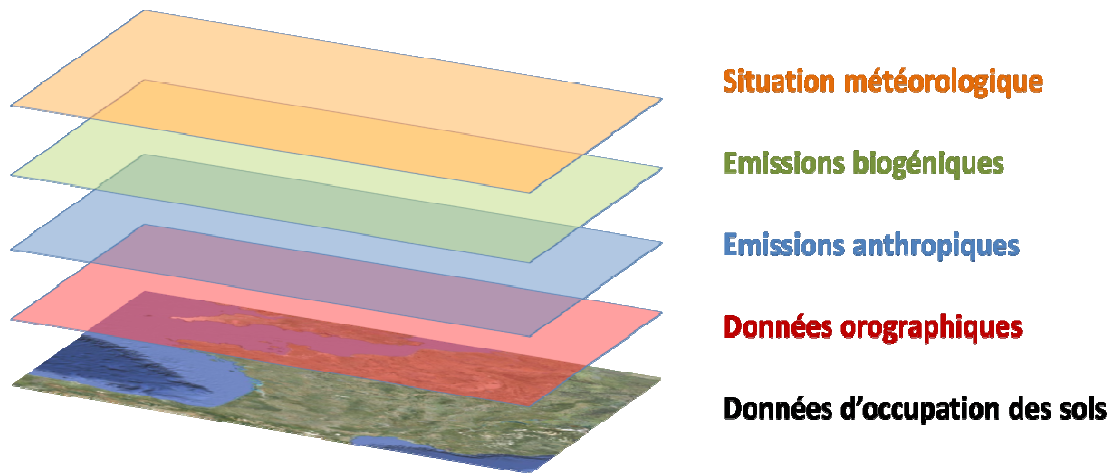 Situation météorologique
Emissions biogéniques
Emissions anthropiques
Données orographiques
Données d'occupation des sols